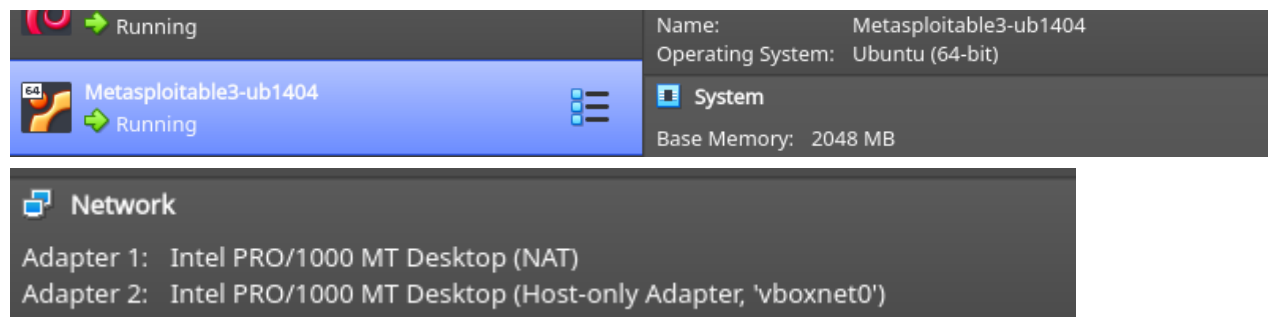 Running
Name: Metasploitable3-ub1404
Operating System: Ubuntu (64-bit)
64
Metasploitable3-ub1404
Running
System
Base Memory: 2048 MB
Network
Adapter 1: Intel PRO/1000 MT Desktop (NAT)
Adapter 2: Intel PRO/1000 MT Desktop (Host-only Adapter, 'vboxnet0')